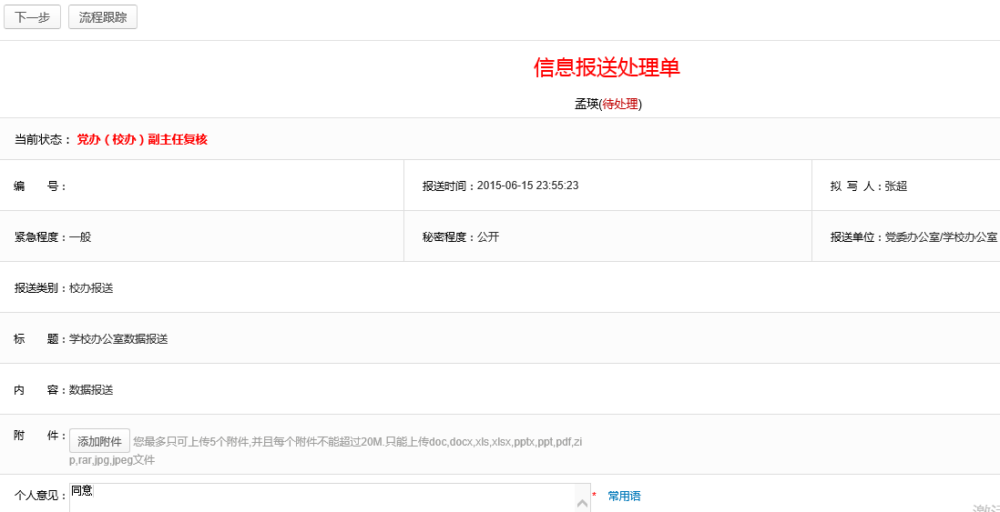 下一步 流程跟踪
信息报送处理单
孟瑛(待处理)
当前状态： 党办（校办）副主任复核
编 号： 报送时间：2015-06-15 23:55:23 拟 写 人：张超
紧急程度：一般 秘密程度：公开 报送单位：党委办公室/学校办公室
报送类别：校办报送
标 题：学校办公室数据报送
内 容：数据报送
附 件： 添加附件 您最多只可上传5个附件,并且每个附件不能超过20M.只能上传doc,docx,xls,xlsx,pptx,ppt,pdf,zi
p,rar,jpg,jpeg文件
个人意见：同意 * 常用语